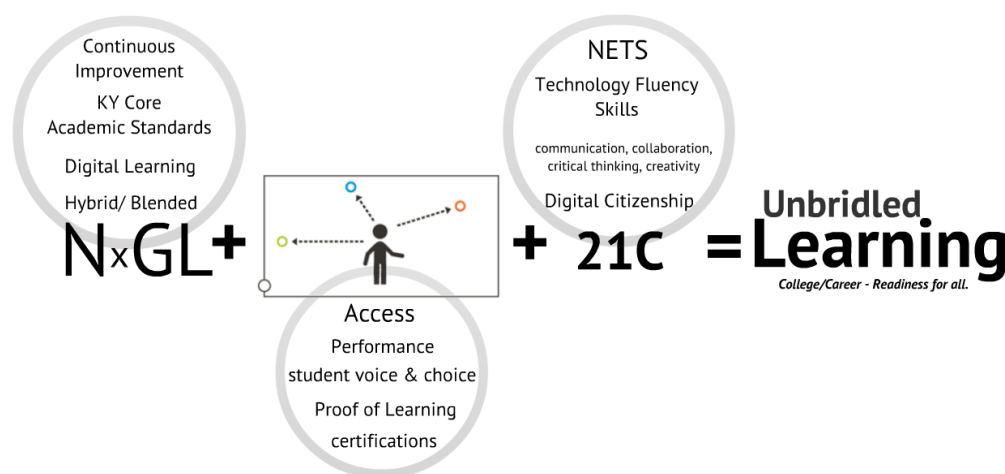 Continuous
Improvement
KY Core
Academic Standards
Digital Learning
Hybrid/ Blended
NxGL
+
Access
Performance
student voice & choice
Proof of Learning
certifications
+
NETS
Technology Fluency
Skills
communication, collaboration,
critical thinking, creativity
Digital Citizenship
21C
=
Unbridled
Learning
College/Career - Readiness for all.